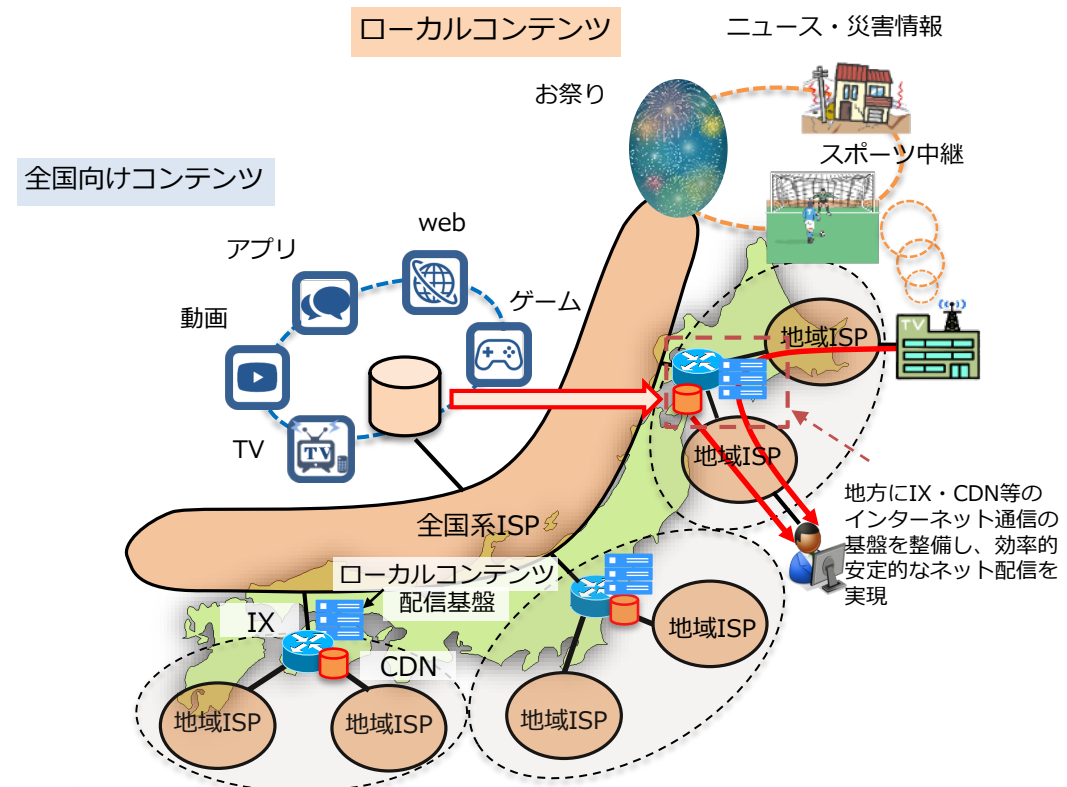 ローカルコンテンツ
ニュース・災害情報
お祭り
スポーツ中継
全国向けコンテンツ
web
アプリ
ゲーム
動画
TV
TV
TV
地域ISP
地域ISP
全国系ISP
地方にIX・CDN等の
インターネット通信の
基盤を整備し、効率的
安定的なネット配信を
実現
ローカルコンテンツ
配信基盤
IX
CDN
地域ISP
地域ISP
地域ISP
地域ISP